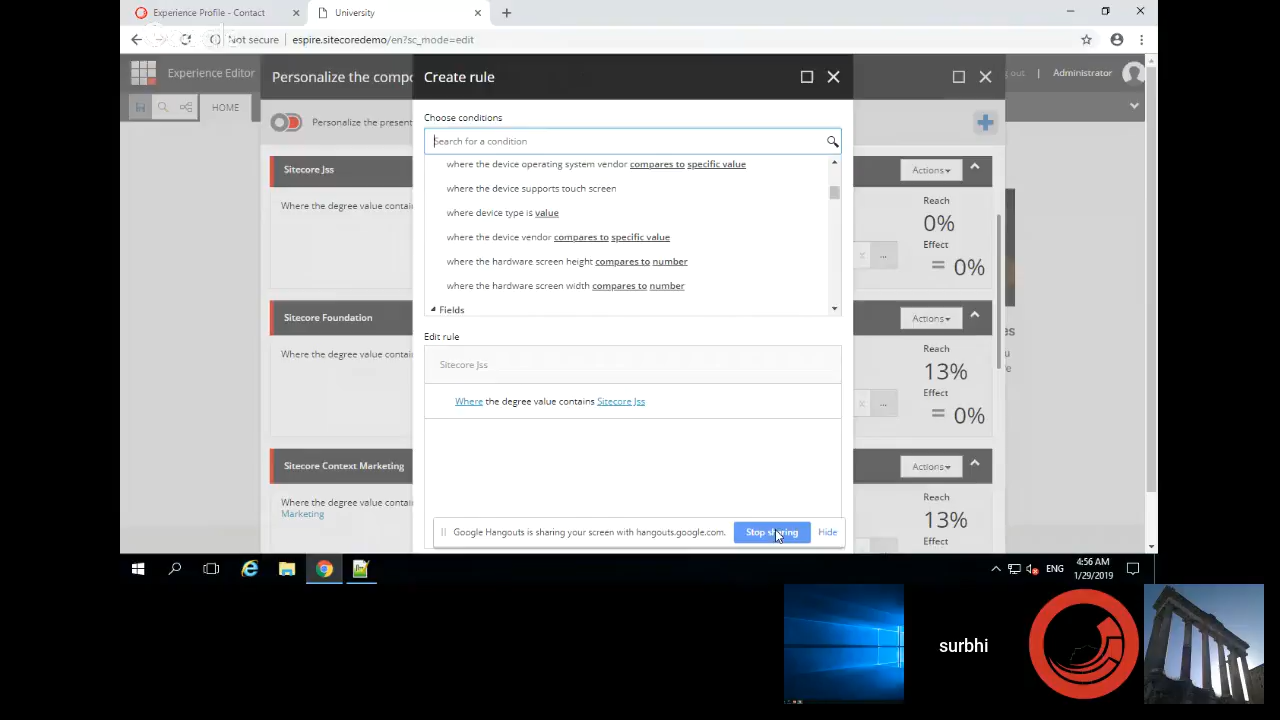 Experience Profile - Contact
University
Not secure
espire.sitecoredemo/en?sc_mode=edit
Experience Editor
Personalize the compo
Create rule
out
Administrator
HOME
Personalize the present
Choose conditions
Search for a condition
where the device operating system vendor compares to specific value
where the device supports touch screen
where device type is value
where the device vendor compares to specific value
where the hardware screen height compares to number
where the hardware screen width compares to number
Fields
Sitecore Jss
Where the degree value contain
Actions
Reach
0%
Effect
...
= 0%
Edit rule
Sitecore Jss
Where the degree value contains Sitecore Jss
Sitecore Foundation
Where the degree value contain
Actions
Reach
13%
Effect
...
= 0%
Sitecore Context Marketing
Where the degree value contain
Marketing
Actions
Reach
13%
Effect
Google Hangouts is sharing your screen with hangouts.google.com.
Stop sharing
Hide
ENG
4:56 AM
1/29/2019
surbhi